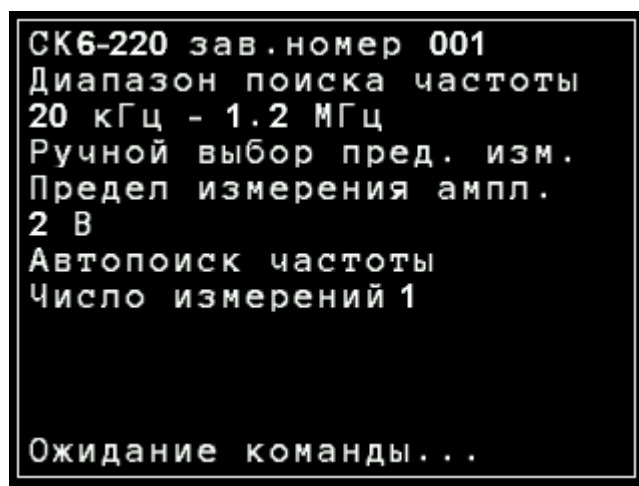 СК6-220 зав.номер 001
Диапазон поиска частоты
20 кГц - 1.2 МГц
Ручной выбор пред. изм.
Предел измерения ампл.
2 В
Автопоиск частоты
Число измерений 1
Ожидание команды...